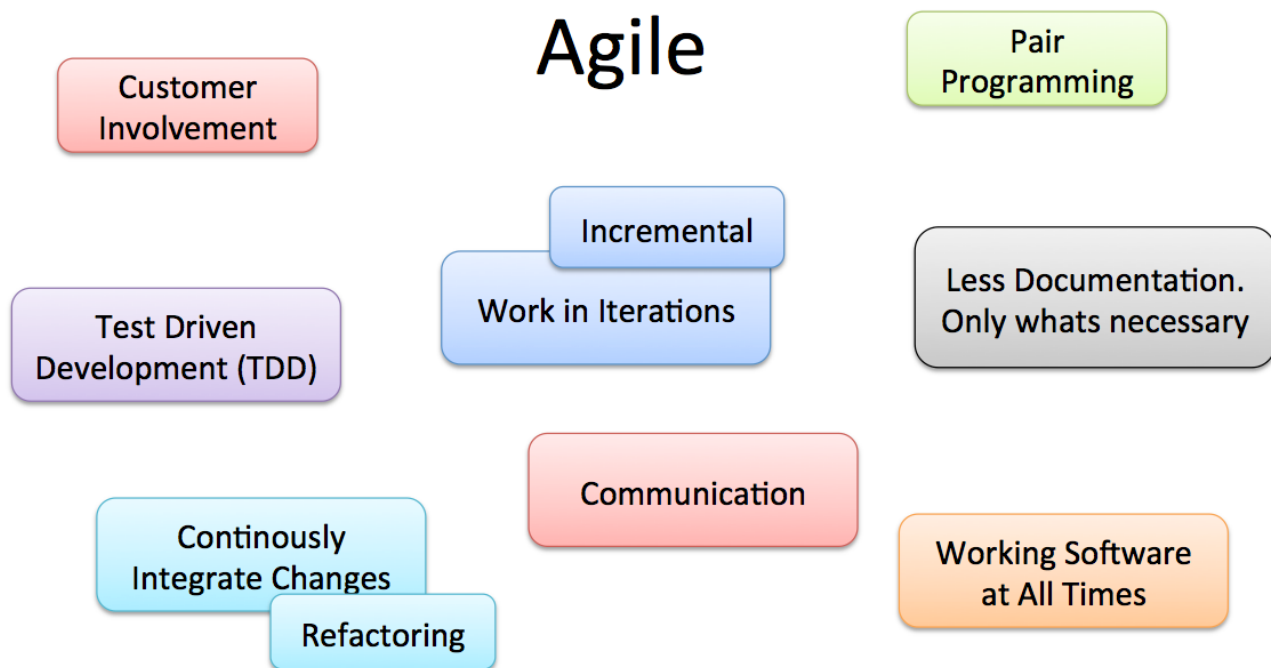 Agile
Customer
Involvement
Pair
Programming
Incremental
Work in Iterations
Less Documentation.
Only whats necessary
Test Driven
Development (TDD)
Communication
Continously
Integrate Changes
Refactoring
Working Software
at All Times